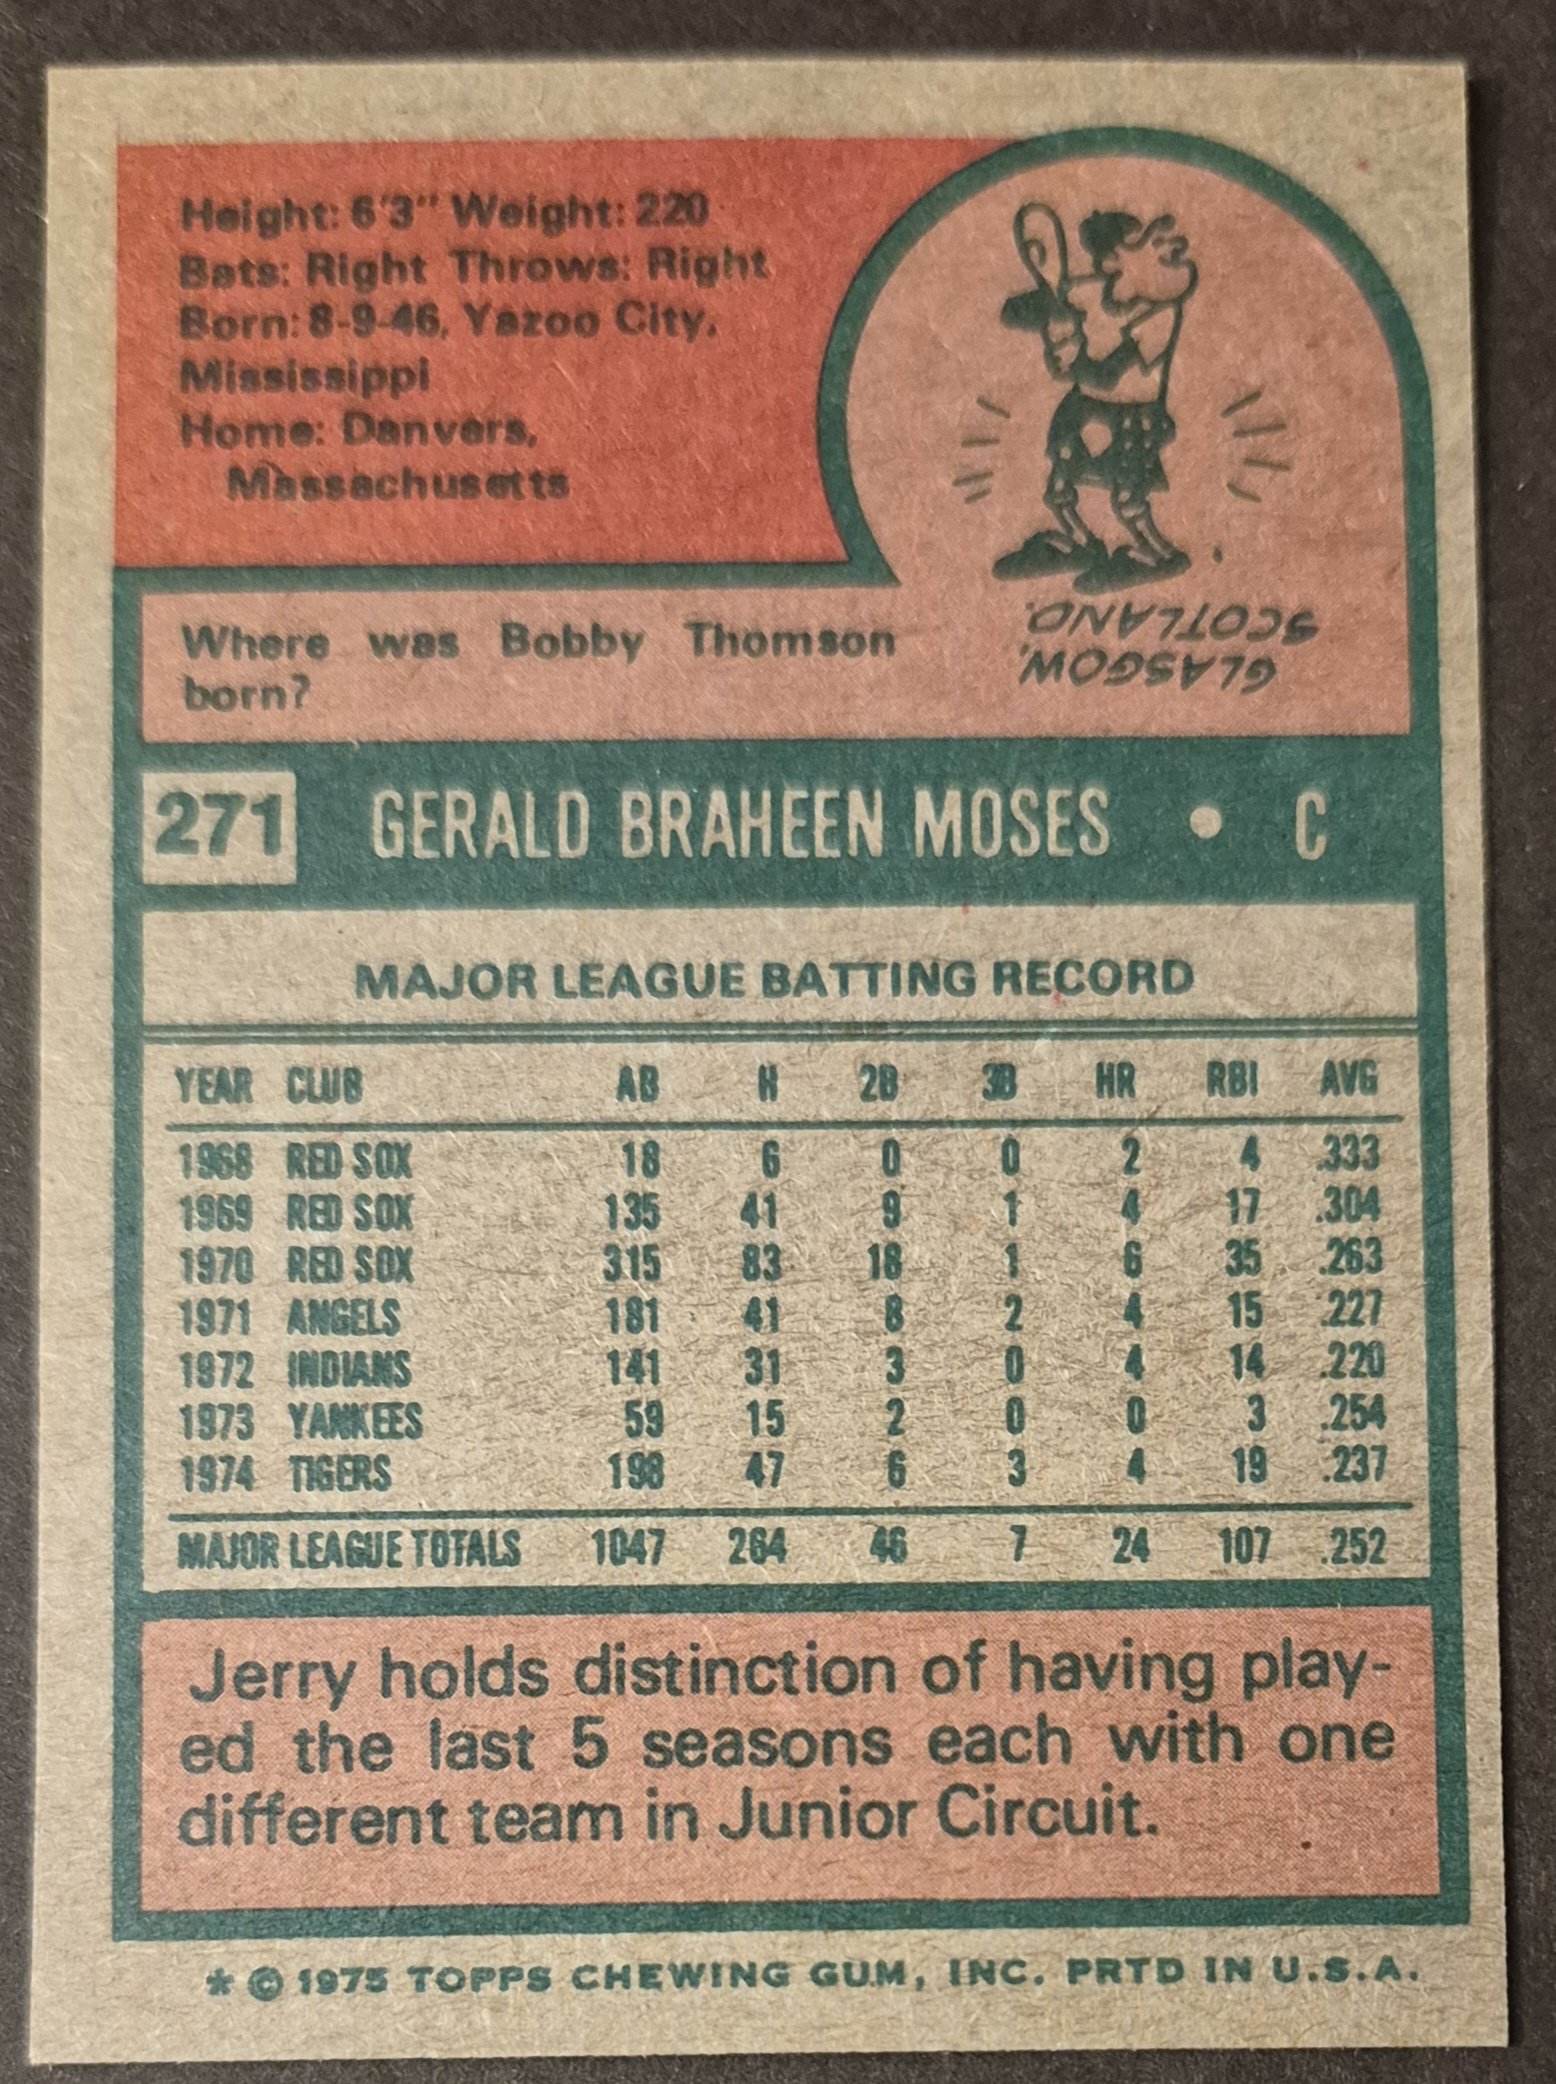 Height: 6'3" Weight: 220
Bats: Right Throws: Right
Born: 8-9-46, Yazoo City,
Mississippi
Home: Danvers,
Massachusetts
Where was Bobby Thomson
born?
GLASGOW,
SCOTLAND.
271 GERALD BRAHEEN MOSES • C
MAJOR LEAGUE BATTING RECORD
YEAR CLUB AB H 2B 3B HR RBI AVG
1968 RED SOX 18 6 0 0 2 4 .333
1969 RED SOX 135 41 9 1 4 17 .304
1970 RED SOX 315 83 18 1 6 35 .263
1971 ANGELS 181 41 8 2 4 15 .227
1972 INDIANS 141 31 3 0 4 14 .220
1973 YANKEES 59 15 2 0 0 3 .254
1974 TIGERS 198 47 6 3 4 19 .237
MAJOR LEAGUE TOTALS 1047 264 46 7 24 107 .252
Jerry holds distinction of having play-
ed the last 5 seasons each with one
different team in Junior Circuit.
* © 1975 TOPPS CHEWING GUM, INC. PRTD IN U.S.A.